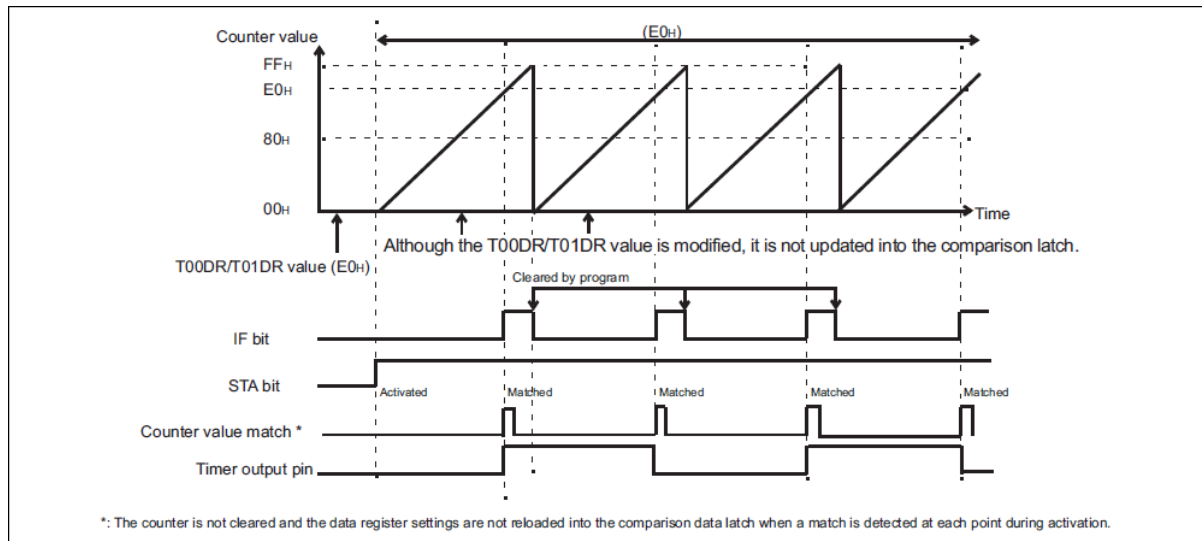 (E0H)
Counter value
FFH
E0H
80H
00H
Time
Although the T00DR/T01DR value is modified, it is not updated into the comparison latch.
T00DR/T01DR value (E0H)
Cleared by program
IF bit
STA bit
Activated Matched Matched Matched Matched
Counter value match *
Timer output pin
*: The counter is not cleared and the data register settings are not reloaded into the comparison data latch when a match is detected at each point during activation.